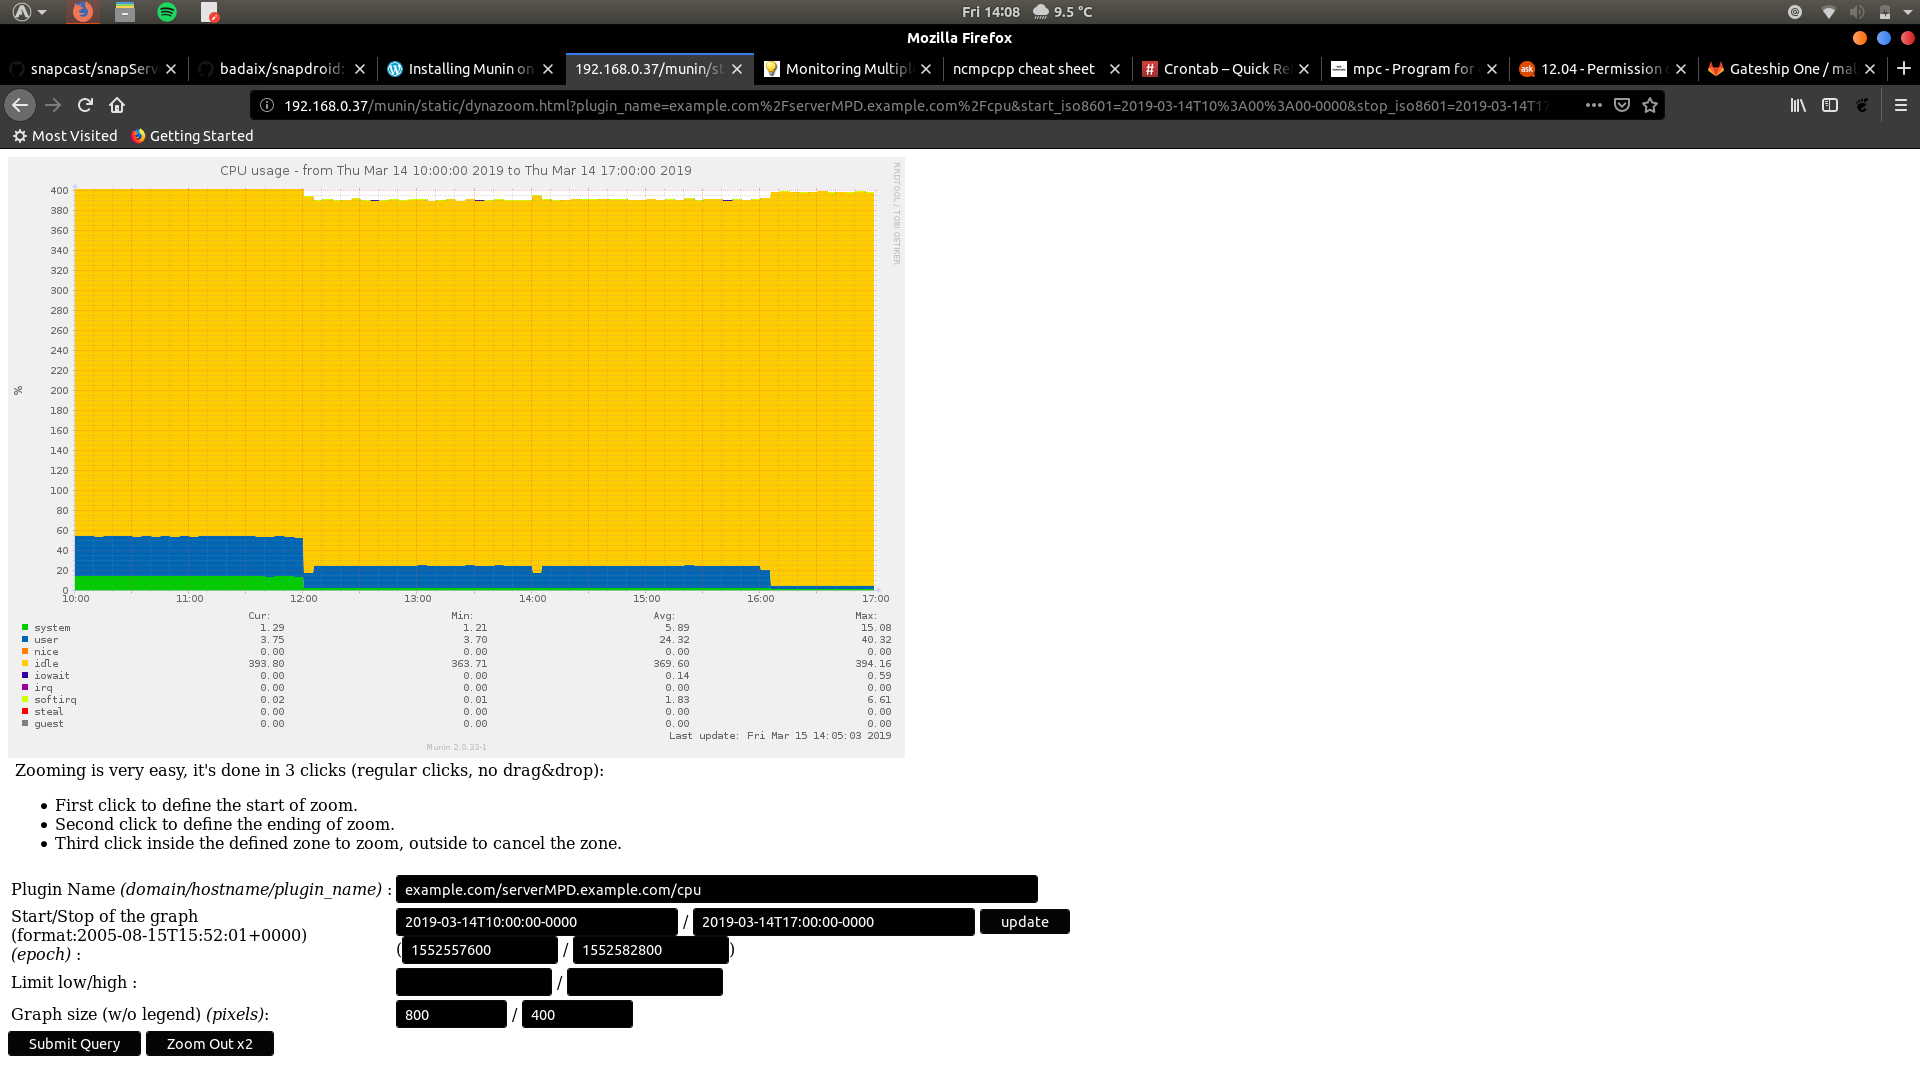 Fri 14:08 9.5 °C
Mozilla Firefox
snapcast/snapServ badaix/snapdroid: Installing Munin on 192.168.0.37/munin/st Monitoring Multipl ncmpcpp cheat sheet Crontab – Quick Re mpc - Program for 12.04 - Permission Gateship One / mal
192.168.0.37/munin/static/dynazoom.html?plugin_name=example.com%2FserverMPD.example.com%2Fcpu&start_iso8601=2019-03-14T10%3A00%3A00-0000&stop_iso8601=2019-03-14T17
Most Visited Getting Started
CPU usage - from Thu Mar 14 10:00:00 2019 to Thu Mar 14 17:00:00 2019
RRDTOOL / TOBI OETIKER
%
400
380
360
340
320
300
280
260
240
220
200
180
160
140
120
100
80
60
40
20
0
10:00 11:00 12:00 13:00 14:00 15:00 16:00 17:00
Cur: Min: Avg: Max:
system 1.29 1.21 5.89 15.08
user 3.75 3.70 24.32 40.32
nice 0.00 0.00 0.00 0.00
idle 393.80 363.71 369.60 394.16
iowait 0.00 0.00 0.14 0.59
irq 0.00 0.00 0.00 0.00
softirq 0.02 0.01 1.83 6.61
steal 0.00 0.00 0.00 0.00
guest 0.00 0.00 0.00 0.00
Last update: Fri Mar 15 14:05:03 2019
Munin 2.0.33-1
Zooming is very easy, it's done in 3 clicks (regular clicks, no drag&drop):
• First click to define the start of zoom.
• Second click to define the ending of zoom.
• Third click inside the defined zone to zoom, outside to cancel the zone.
Plugin Name (domain/hostname/plugin_name) : example.com/serverMPD.example.com/cpu
Start/Stop of the graph
(format:2005-08-15T15:52:01+0000)
(epoch) :
2019-03-14T10:00:00-0000 / 2019-03-14T17:00:00-0000 update
(1552557600 / 1552582800)
Limit low/high : /
Graph size (w/o legend) (pixels): 800 / 400
Submit Query Zoom Out x2